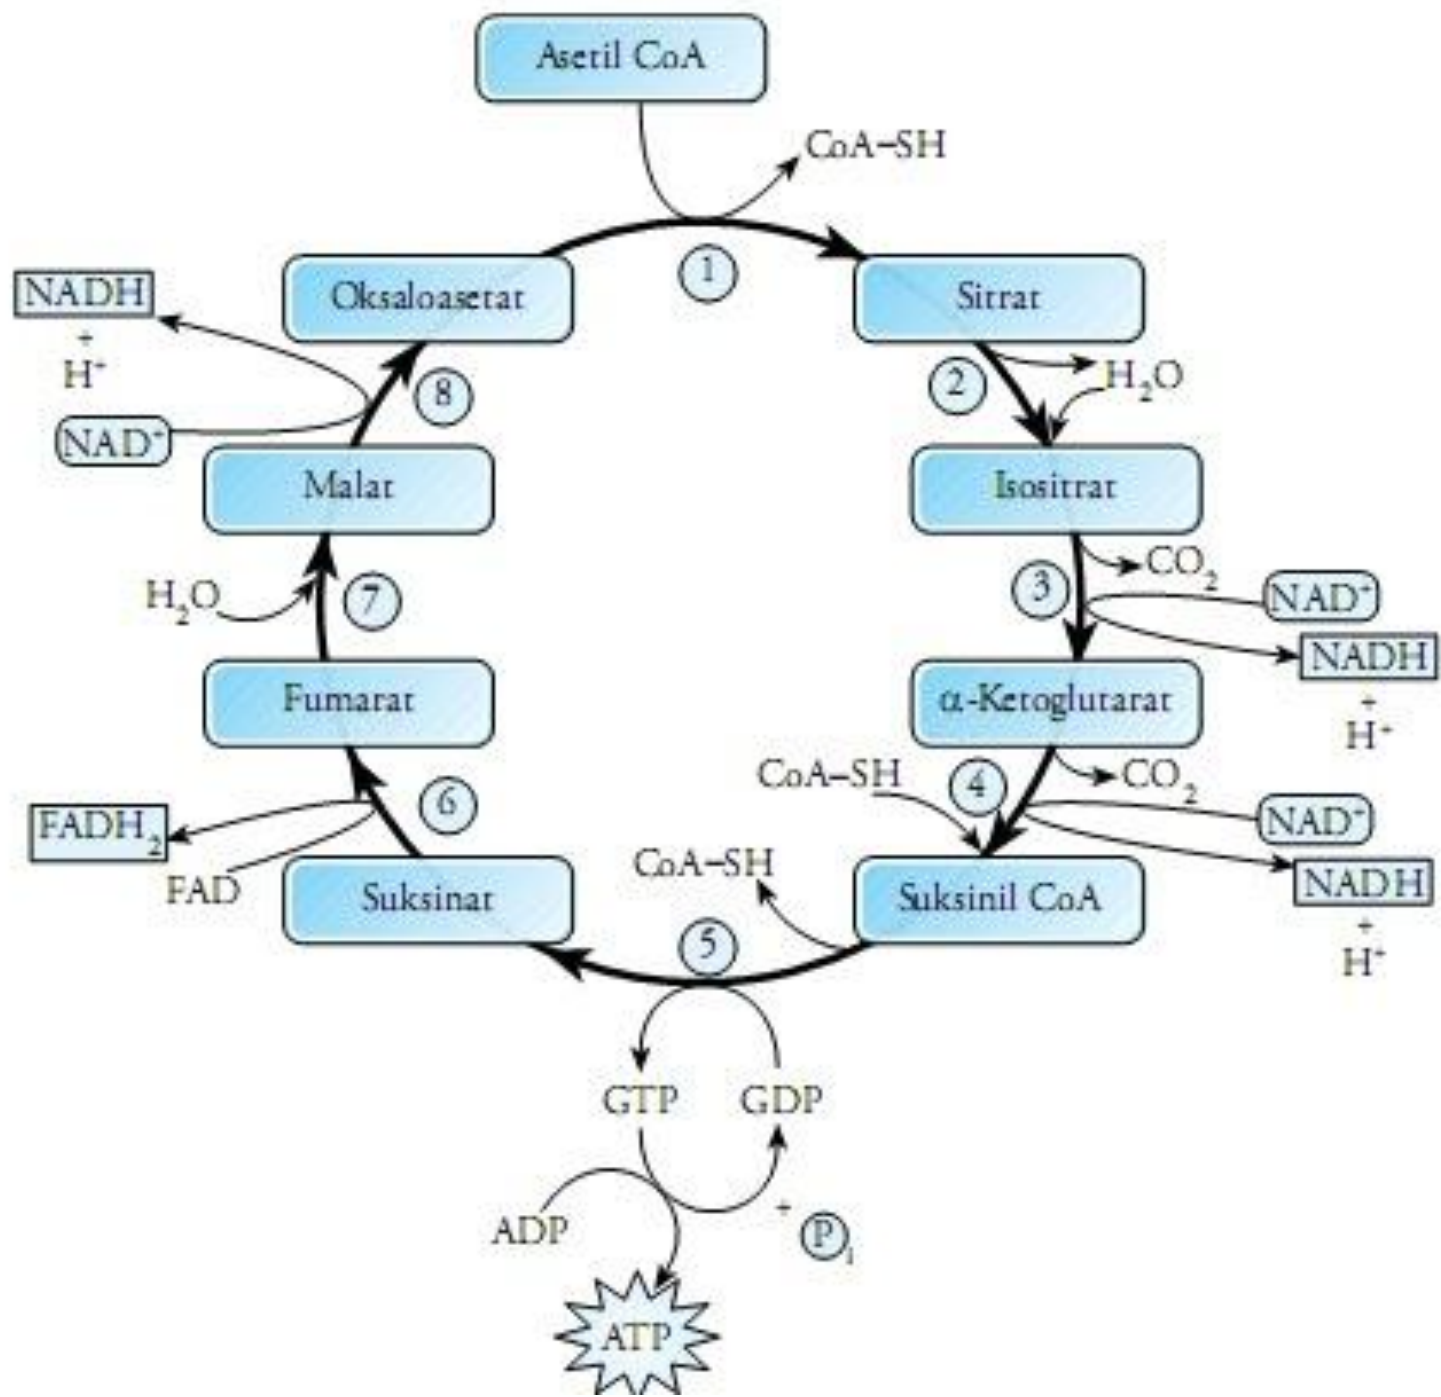 Asetil CoA
CoA–SH
1
Oksaloasetat
Sitrat
NADH
+
H⁺
NAD⁺
8
2
H₂O
Malat
Isositrat
H₂O
7
3
CO₂
NAD⁺
NADH
+
H⁺
Fumarat
α-Ketoglutarat
CoA–SH
4
CO₂
NAD⁺
NADH
+
H⁺
6
FADH₂
FAD
CoA–SH
Suksinat
Suksinil CoA
5
GTP
GDP
ADP
+
Pᵢ
ATP